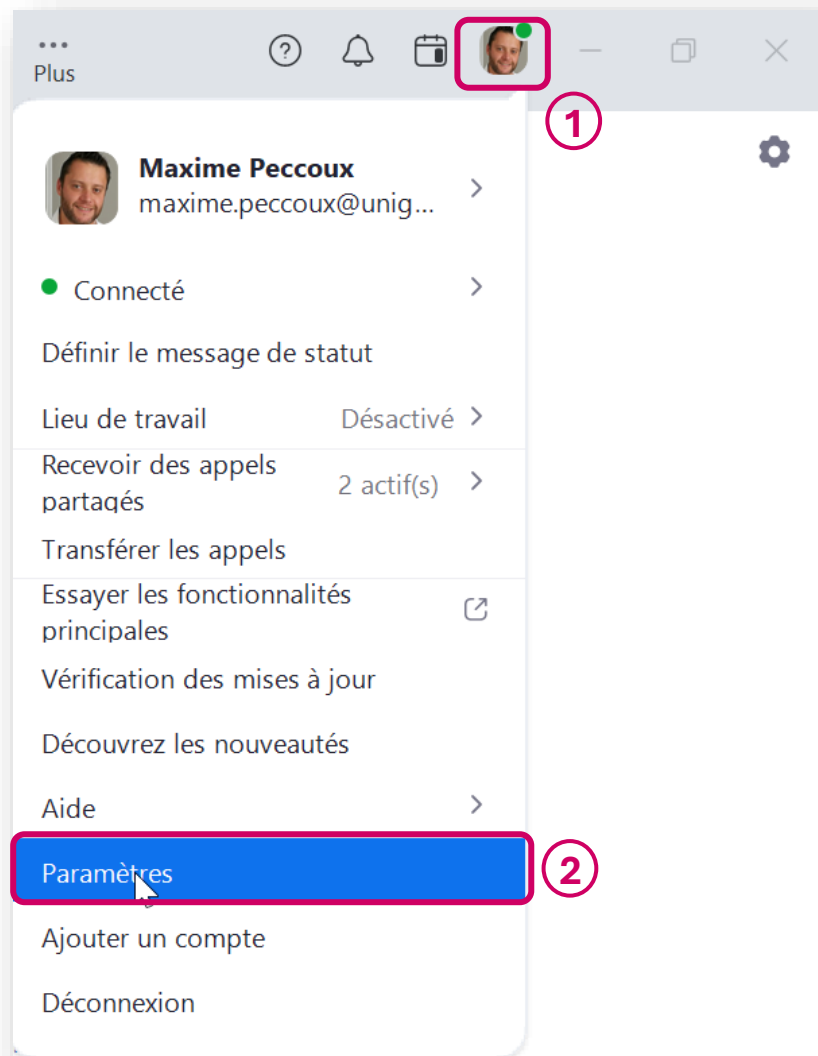 Plus
1
Maxime Peccoux
maxime.peccoux@unig...
Connecté
Définir le message de statut
Lieu de travail Désactivé
Recevoir des appels
partagés
2 actif(s)
Transférer les appels
Essayer les fonctionnalités
principales
Vérification des mises à jour
Découvrez les nouveautés
Aide
Paramètres
2
Ajouter un compte
Déconnexion